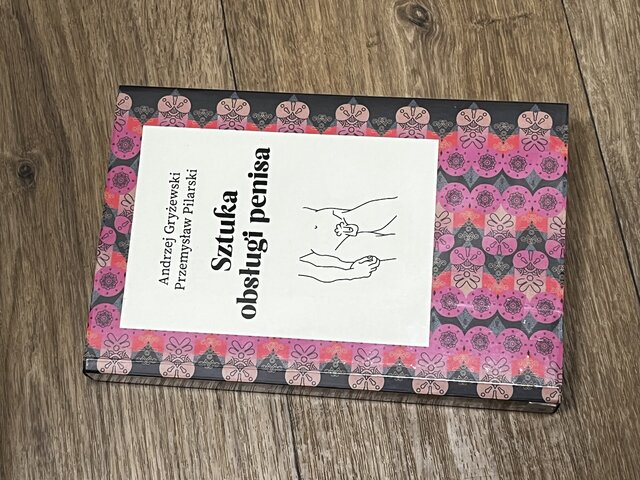 Andrzej Gryżewski
Przemysław Pilarski
Sztuka
obsługi penisa